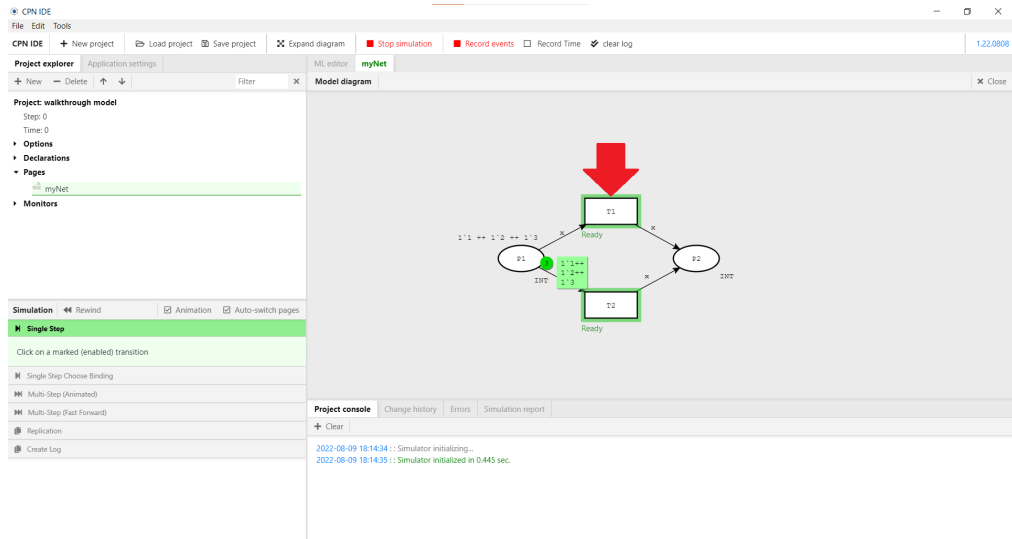 CPN IDE
File Edit Tools
CPN IDE New project Load project Save project Expand diagram Stop simulation Record events Record Time clear log 1.22.0808
Project explorer Application settings
New Delete Filter
Project: walkthrough model
Step: 0
Time: 0
Options
Declarations
Pages
myNet
Monitors
Simulation Rewind Animation Auto-switch pages
Single Step
Click on a marked (enabled) transition
Single Step Choose Binding
Multi-Step (Animated)
Multi-Step (Fast Forward)
Replication
Create Log
ML editor myNet
Model diagram Close
T1
Ready
1`1 ++ 1`2 ++ 1`3
x
x
P1
3
1`1++
1`2++
1`3
INT
P2
INT
x
T2
Ready
Project console Change history Errors Simulation report
Clear
2022-08-09 18:14:34 : : Simulator initializing...
2022-08-09 18:14:35 : : Simulator initialized in 0.445 sec.